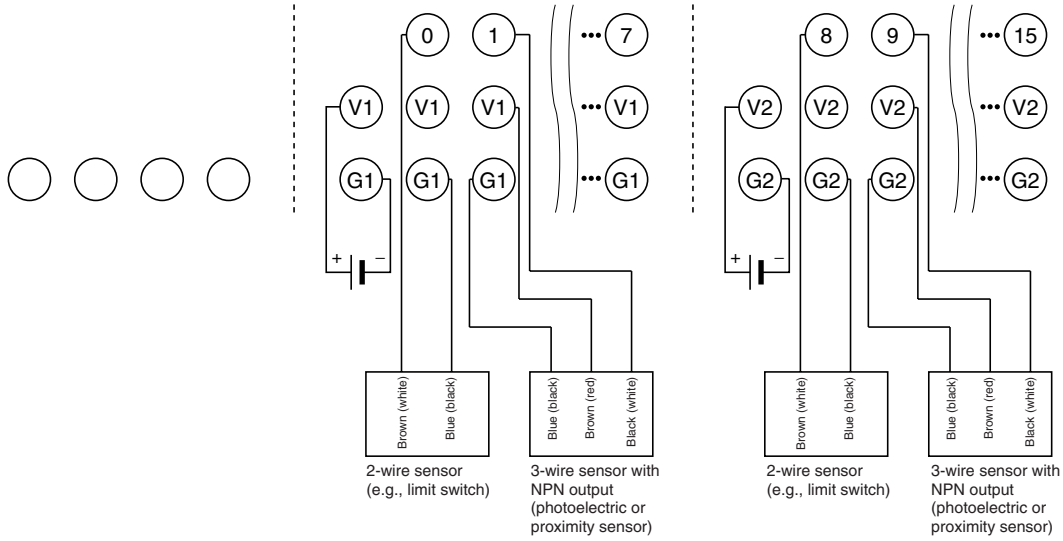 0 1 ••• 7 8 9 ••• 15
V1 V1 V1 ••• V1 V2 V2 V2 ••• V2
G1 G1 G1 ••• G1 G2 G2 G2 ••• G2
+ − + −
Brown (white)
Blue (black)
Blue (black)
Brown (red)
Black (white)
Brown (white)
Blue (black)
Blue (black)
Brown (red)
Black (white)
2-wire sensor
(e.g., limit switch)
3-wire sensor with
NPN output
(photoelectric or
proximity sensor)
2-wire sensor
(e.g., limit switch)
3-wire sensor with
NPN output
(photoelectric or
proximity sensor)